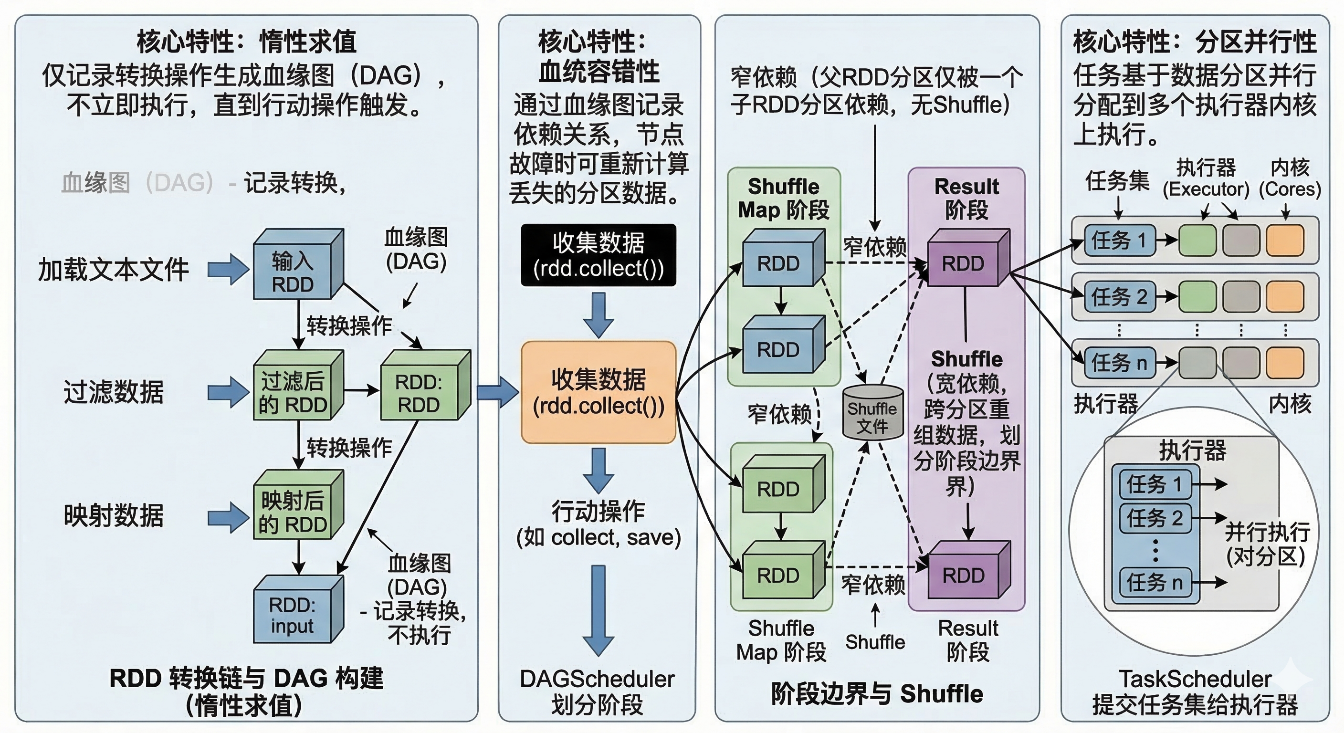 核心特性：惰性求值
仅记录转换操作生成血缘图（DAG），
不立即执行，直到行动操作触发。
血缘图（DAG）- 记录转换，
加载文本文件
输入
RDD
血缘图
(DAG)
转换操作
过滤数据
过滤后
的 RDD
RDD:
RDD
转换操作
映射数据
映射后
的 RDD
血缘图
(DAG)
- 记录转换，
不执行
RDD:
input
RDD 转换链与 DAG 构建
（惰性求值）
核心特性：
血统容错性
通过血缘图记录
依赖关系，节点
故障时可重新计算
丢失的分区数据。
收集数据
(rdd.collect())
收集数据
(rdd.collect())
行动操作
(如 collect, save)
DAGScheduler
划分阶段
窄依赖（父RDD分区仅被一个
子RDD分区依赖，无Shuffle）
Shuffle
Map 阶段
Result
阶段
RDD
窄依赖
RDD
RDD
Shuffle
文件
窄依赖
Shuffle
（宽依赖，
跨分区重
组数据，划
分阶段边界
界）
RDD
RDD
窄依赖
RDD
Shuffle
Shuffle
Map 阶段
Result
阶段
阶段边界与 Shuffle
核心特性：分区并行性
任务基于数据分区并行
分配到多个执行器内核
上执行。
任务集
执行器
(Executor)
内核
(Cores)
任务 1
任务 2
任务 n
执行器
内核
执行器
任务 1
任务 2
任务 n
并行执行
(对分区)
TaskScheduler
提交任务集给执行器